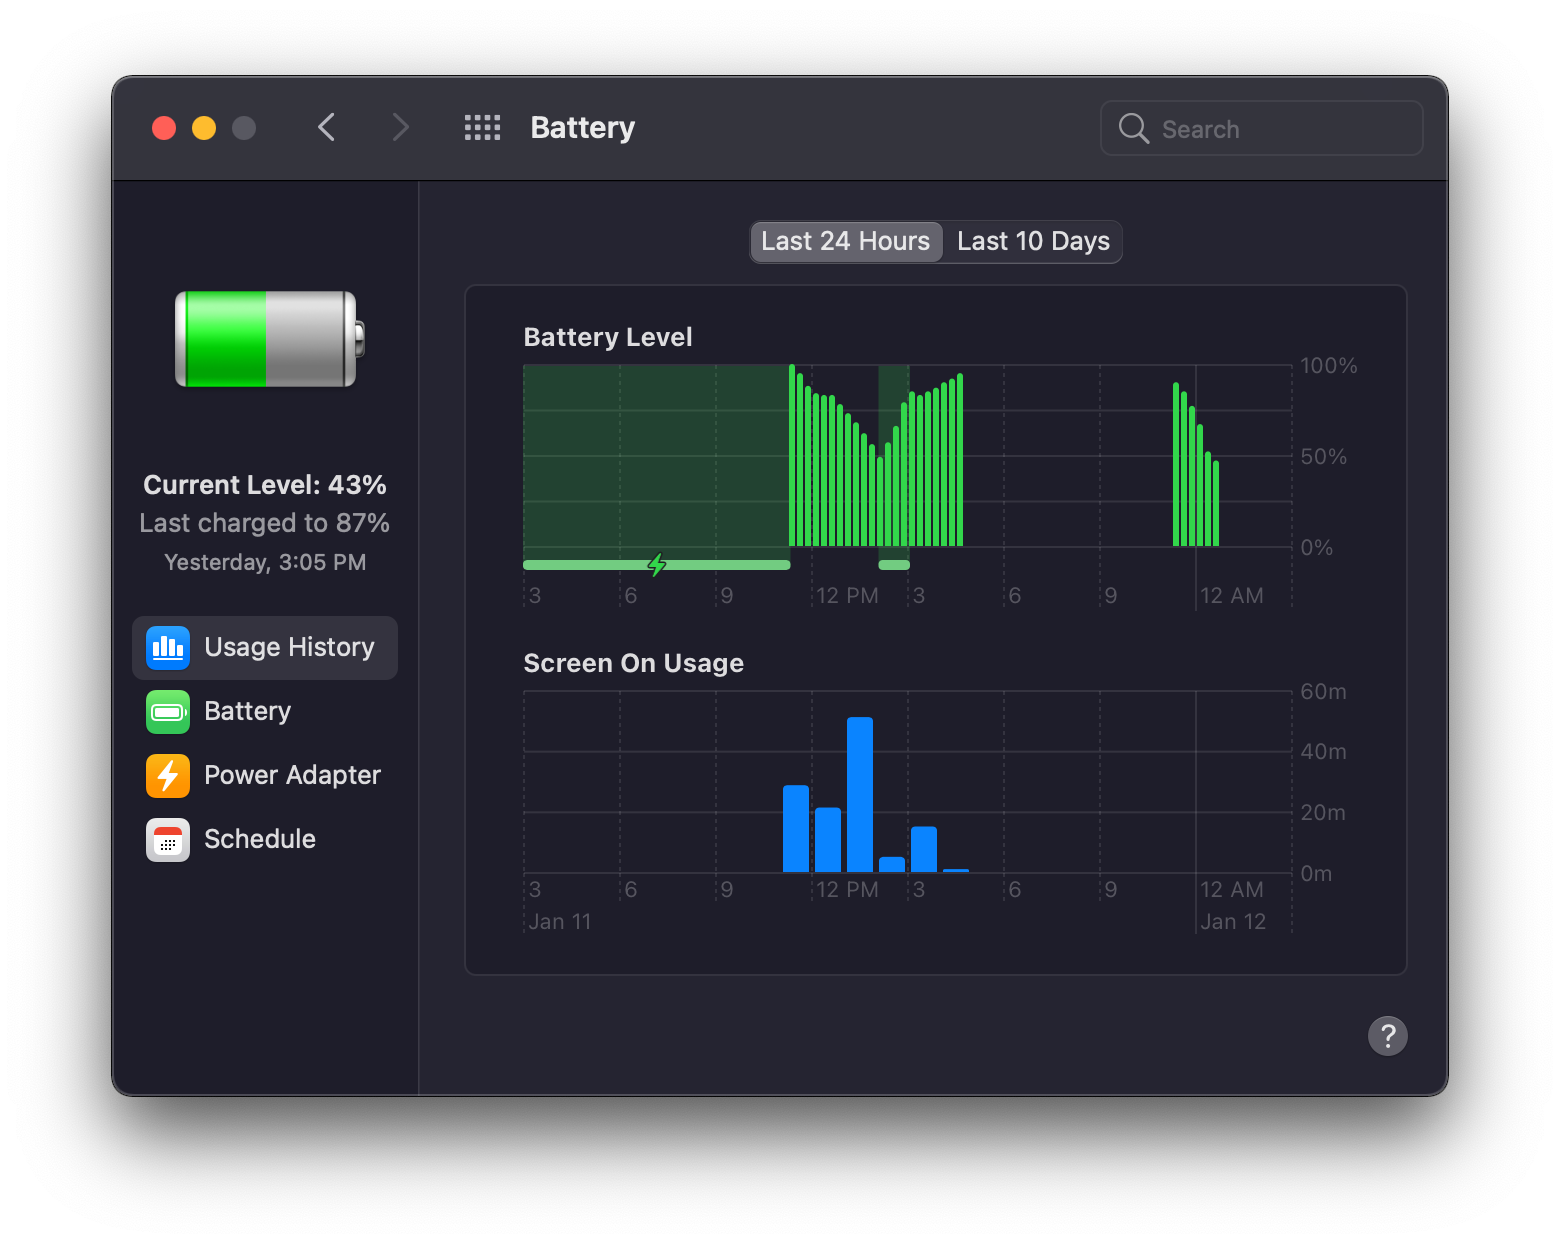 Battery
Search
Last 24 Hours
Last 10 Days
Current Level: 43%
Last charged to 87%
Yesterday, 3:05 PM
Usage History
Battery
Power Adapter
Schedule
Battery Level
100%
50%
0%
3 6 9 12 PM 3 6 9 12 AM
Screen On Usage
60m
40m
20m
0m
3 6 9 12 PM 3 6 9 12 AM
Jan 11 Jan 12
?